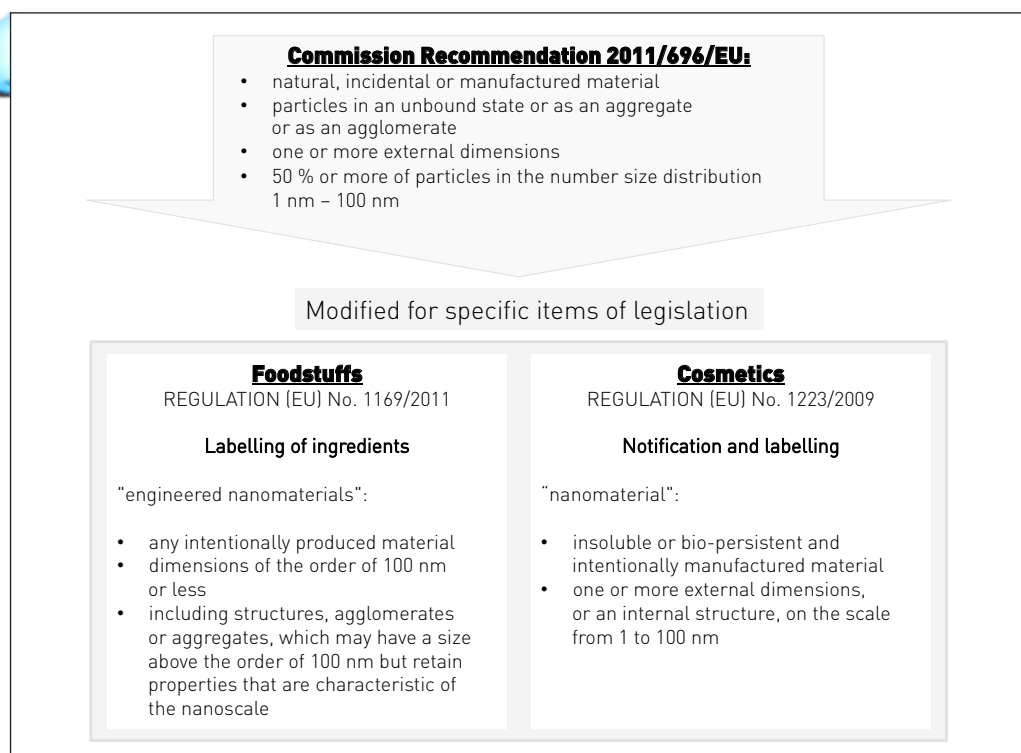 Commission Recommendation 2011/696/EU:
• natural, incidental or manufactured material
• particles in an unbound state or as an aggregate
or as an agglomerate
• one or more external dimensions
• 50 % or more of particles in the number size distribution
1 nm – 100 nm
Modified for specific items of legislation
Foodstuffs
REGULATION (EU) No. 1169/2011
Labelling of ingredients
"engineered nanomaterials":
• any intentionally produced material
• dimensions of the order of 100 nm
or less
• including structures, agglomerates
or aggregates, which may have a size
above the order of 100 nm but retain
properties that are characteristic of
the nanoscale
Cosmetics
REGULATION (EU) No. 1223/2009
Notification and labelling
"nanomaterial":
• insoluble or bio-persistent and
intentionally manufactured material
• one or more external dimensions,
or an internal structure, on the scale
from 1 to 100 nm